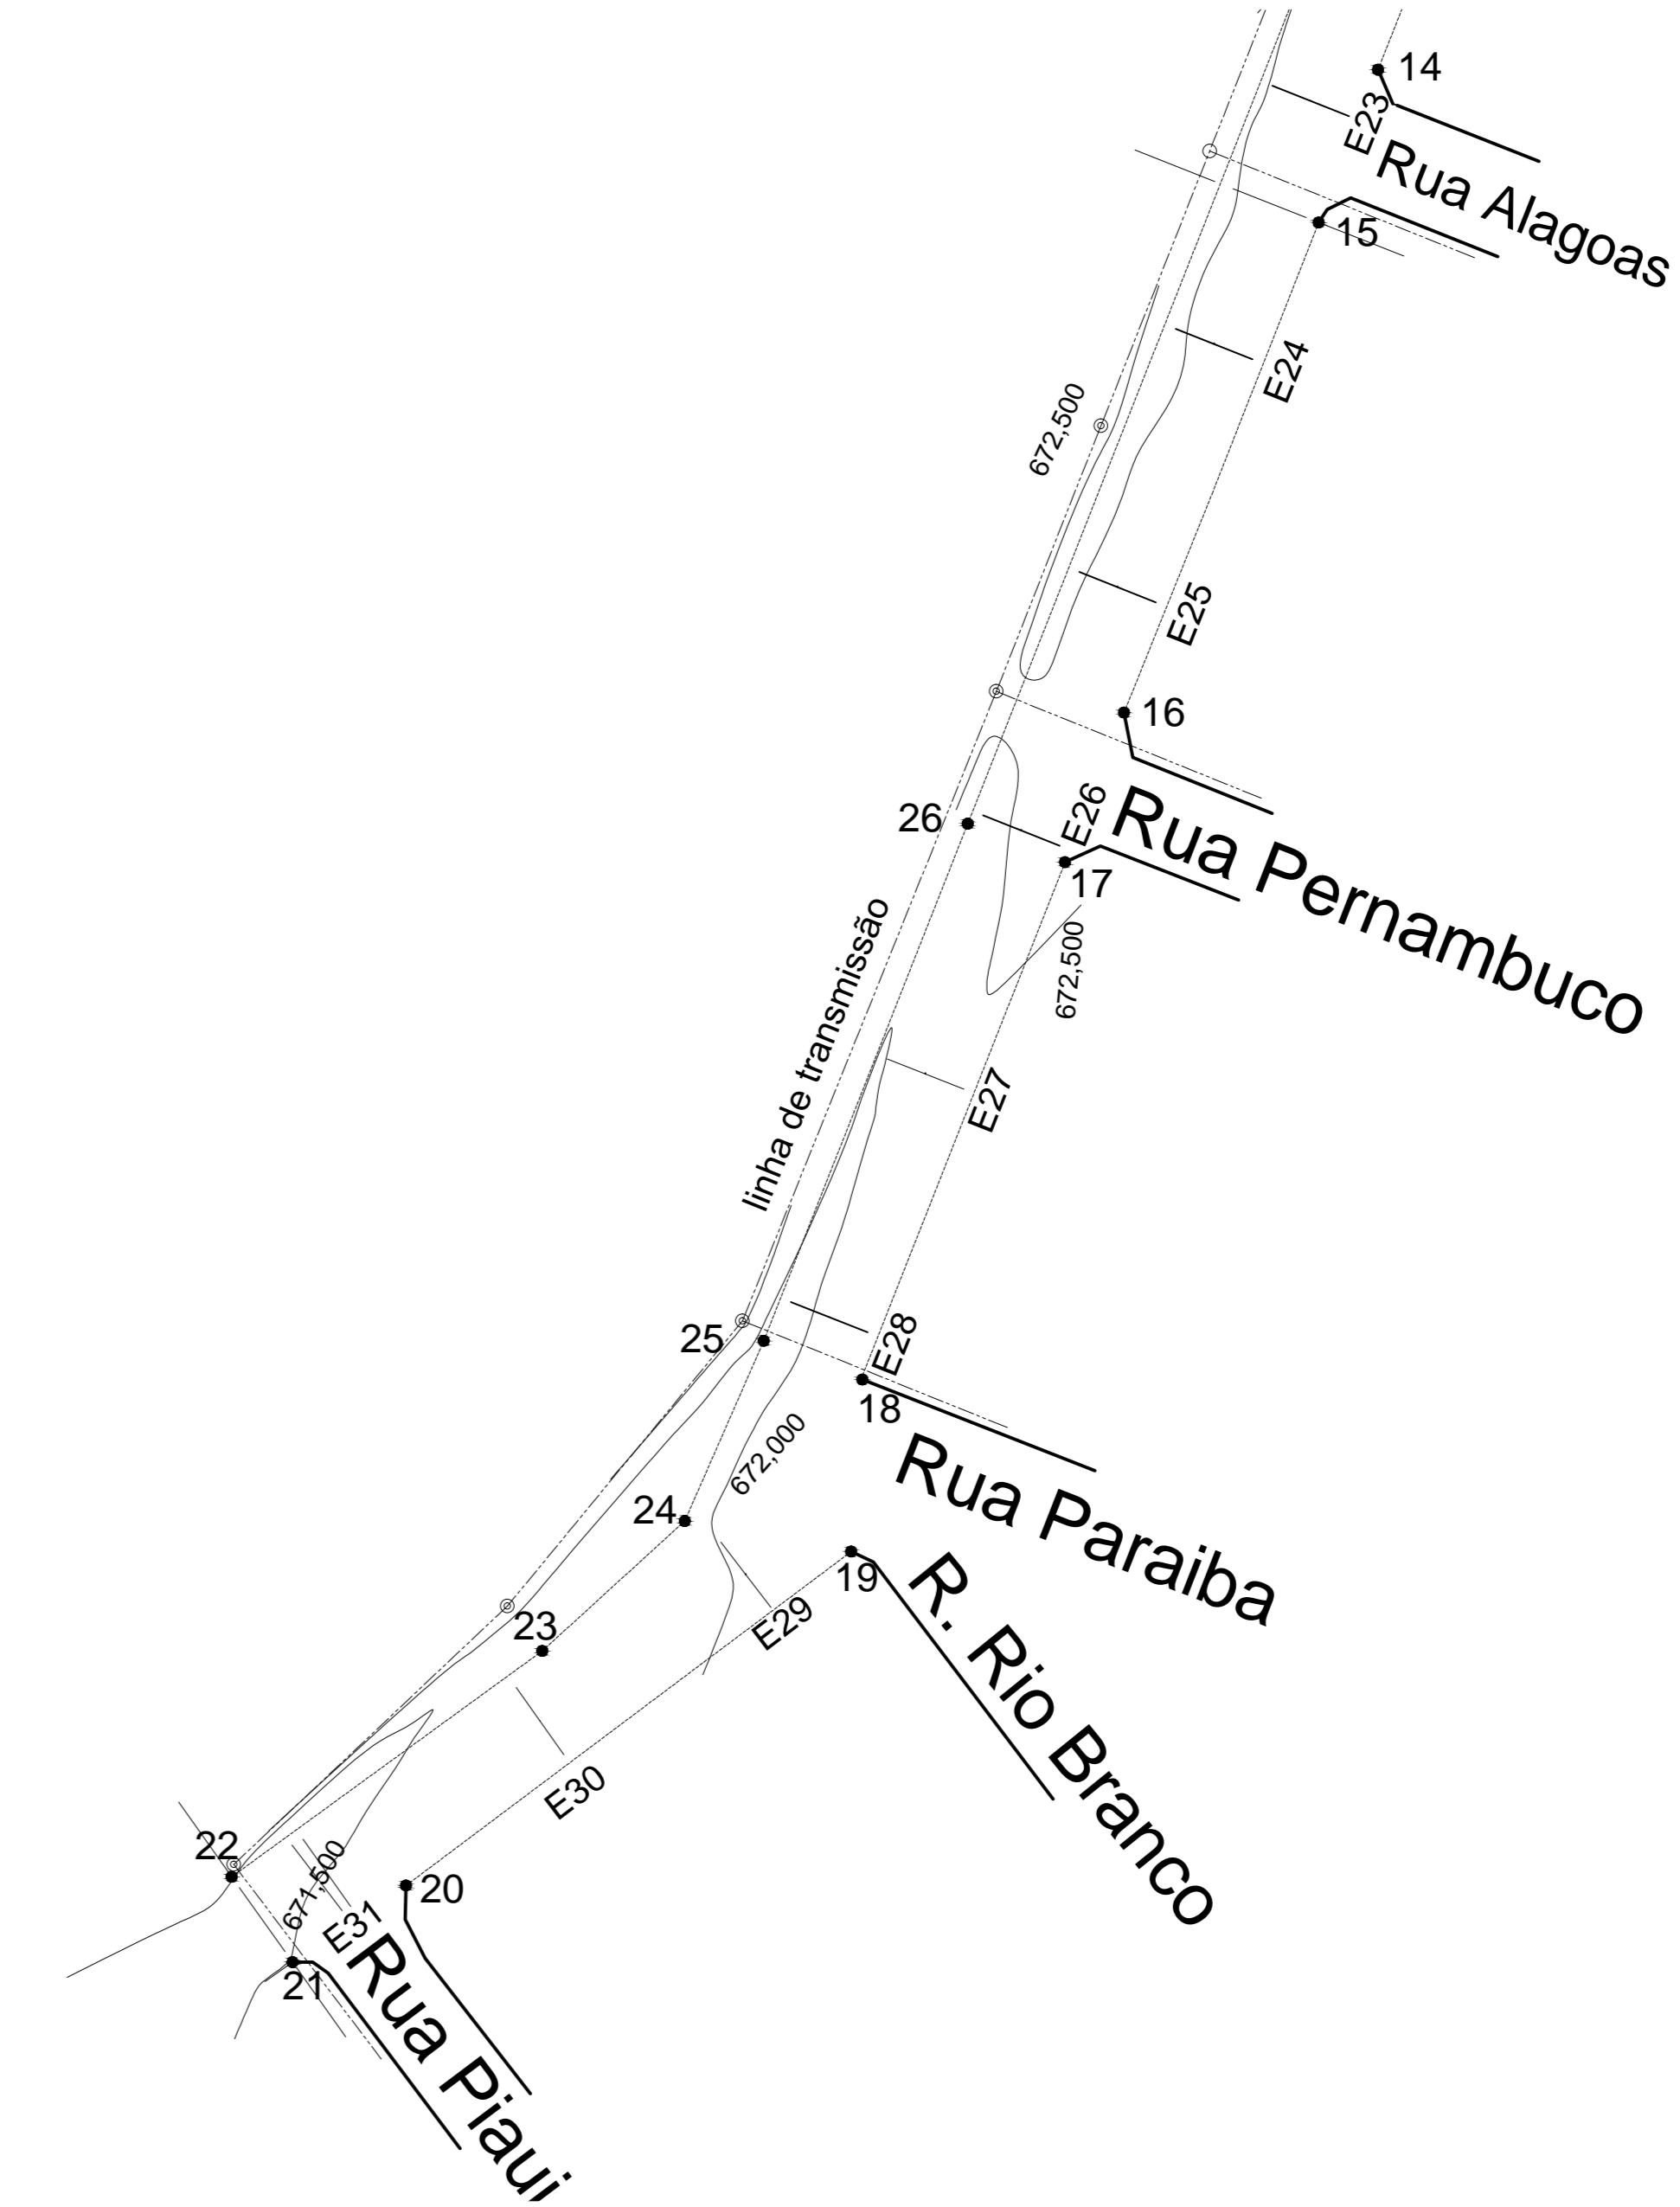 14
E23
Rua Alagoas
15
E24
672,500
E25
16
E26
Rua Pernambuco
26
17
672,500
linha de transmissão
E27
25
E28
18
Rua Paraiba
672,000
24
19
R. Rio Branco
E29
23
E30
22
671,500
20
E31
21
Rua Piaui